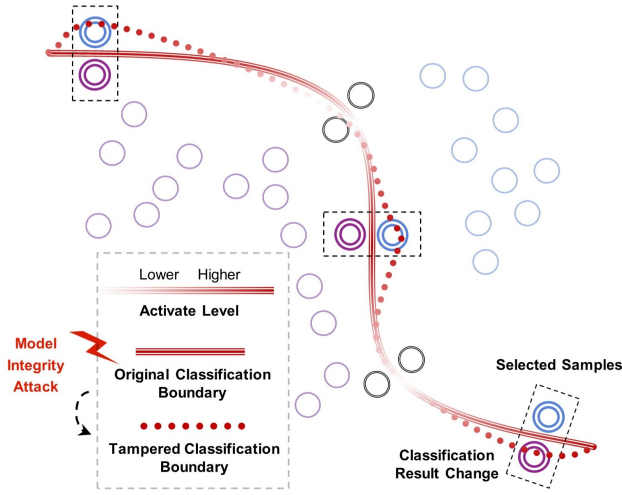 Lower Higher
Activate Level
Model
Integrity
Attack
Original Classification
Boundary
Tampered Classification
Boundary
Selected Samples
Classification
Result Change